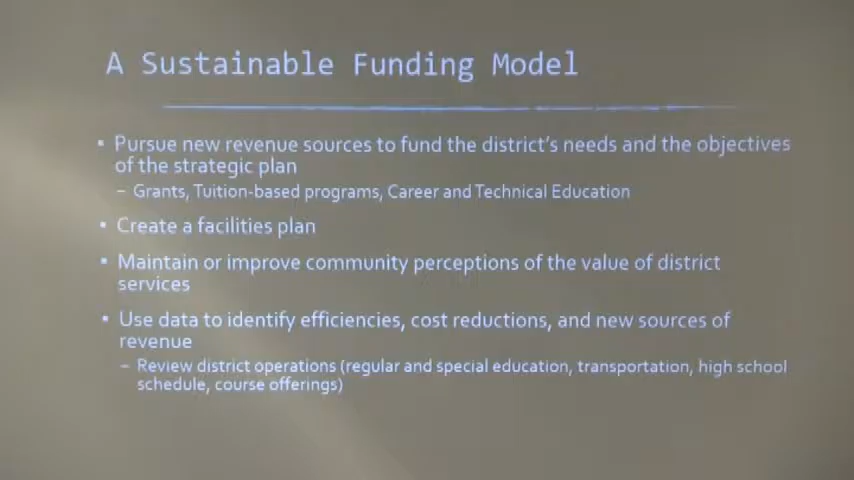 A Sustainable Funding Model
▪ Pursue new revenue sources to fund the district's needs and the objectives
of the strategic plan
– Grants, Tuition-based programs, Career and Technical Education
▪ Create a facilities plan
▪ Maintain or improve community perceptions of the value of district
services
▪ Use data to identify efficiencies, cost reductions, and new sources of
revenue
– Review district operations (regular and special education, transportation, high school
schedule, course offerings)